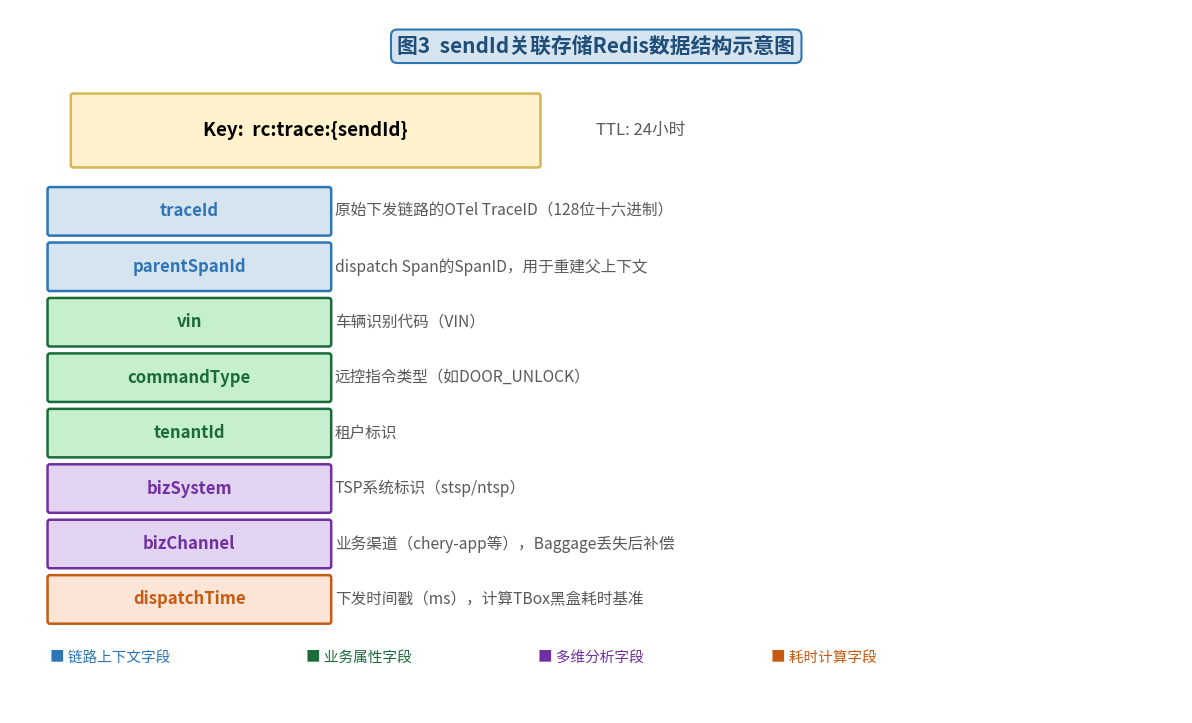 图3 sendId关联存储Redis数据结构示意图
Key: rc:trace:{sendId}
TTL: 24小时
traceId
原始下发链路的OTel TraceID（128位十六进制）
parentSpanId
dispatch Span的SpanID，用于重建父上下文
vin
车辆识别代码（VIN）
commandType
远控指令类型（如DOOR_UNLOCK）
tenantId
租户标识
bizSystem
TSP系统标识（stsp/ntsp）
bizChannel
业务渠道（chery-app等），Baggage丢失后补偿
dispatchTime
下发时间戳（ms），计算TBox黑盒耗时基准
■ 链路上下文字段
■ 业务属性字段
■ 多维分析字段
■ 耗时计算字段